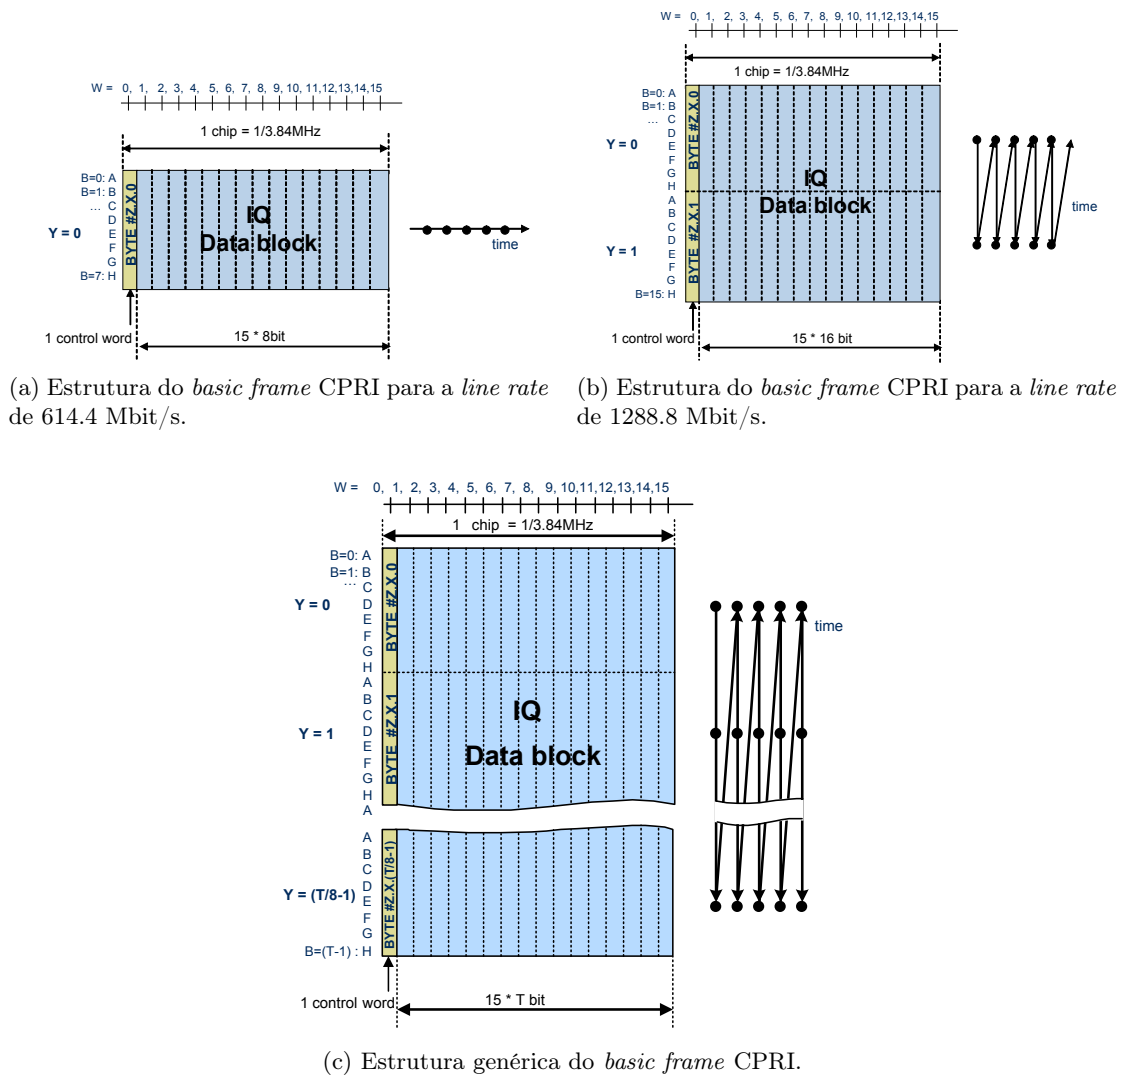 W = 0, 1, 2, 3, 4, 5, 6, 7, 8, 9, 10, 11,12,13,14,15
1 chip = 1/3.84MHz
B=0: A
B=1: B
... C
D
Y = 0
E
F
G
B=7: H
BYTE #Z.X.0
IQ
Data block
time
1 control word
15 * 8bit
(a) Estrutura do basic frame CPRI para a line rate
de 614.4 Mbit/s.
W = 0, 1, 2, 3, 4, 5, 6, 7, 8, 9, 10, 11,12,13,14,15
1 chip = 1/3.84MHz
B=0: A
B=1: B
... C
D
Y = 0
E
F
G
H
A
B
C
D
Y = 1
E
F
G
B=15: H
BYTE #Z.X.0
BYTE #Z.X.1
IQ
Data block
time
1 control word
15 * 16 bit
(b) Estrutura do basic frame CPRI para a line rate
de 1288.8 Mbit/s.
W = 0, 1, 2, 3, 4, 5, 6, 7, 8, 9, 10, 11,12,13,14,15
1 chip = 1/3.84MHz
B=0: A
B=1: B
... C
Y = 0
D
E
F
G
H
A
B
C
Y = 1
D
E
F
G
H
A
A
B
C
D
Y = (T/8-1)
E
F
G
B=(T-1) : H
BYTE #Z.X.0
BYTE #Z.X.1
BYTE #Z.X.(T/8-1)
IQ
Data block
time
1 control word
15 * T bit
(c) Estrutura genérica do basic frame CPRI.